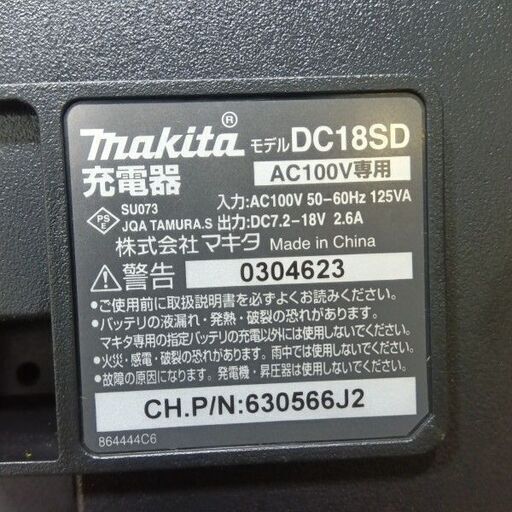 makita® モデル DC18SD
充電器 AC100V専用
PSE SU073 入力:AC100V 50-60Hz 125VA
JQA TAMURA.S 出力:DC7.2-18V 2.6A
株式会社 マキタ Made in China
⚠警告 0304623
●ご使用前に取扱説明書を必ずよくお読みください。
●バッテリの液漏れ・発熱・破裂の恐れがあります。
マキタ専用の指定バッテリの充電以外には使用しないでください。
●火災・感電・破裂の恐れがあります。雨中では使用しないでください。
●故障の原因になります。発電機・昇圧器は使用しないでください。
CH.P/N:630566J2
864444C6